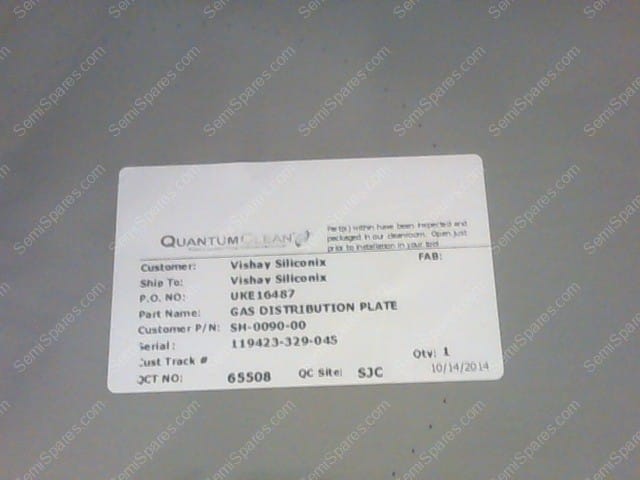 QUANTUMCLEAN
Part(s) within have been inspected and
packaged in our cleanroom. Open just
prior to installation in your tool
Customer: Vishay Siliconix FAB:
Ship To: Vishay Siliconix
P.O. NO: UKE16487
Part Name: GAS DISTRIBUTION PLATE
Customer P/N: SH-0090-00
Serial: 119423-329-045
Cust Track #
Qty: 1
QCT NO: 65508 QC Site: SJC 10/14/2014
SemiSpares.com